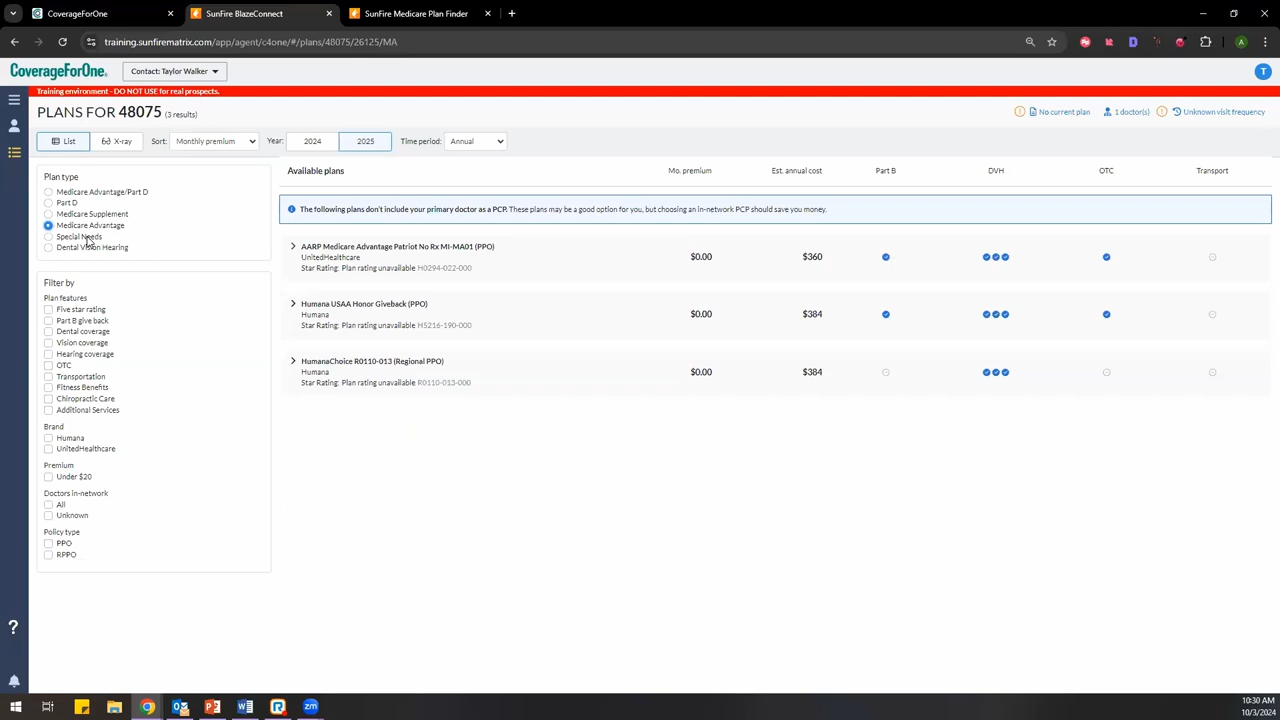 CoverageForOne
SunFire BlazeConnect
SunFire Medicare Plan Finder
training.sunfirematrix.com/app/agent/c4one/#/plans/48075/26125/MA
A
COVERAGEFORONE.
Contact: Taylor Walker
T
Training environment - DO NOT USE for real prospects.
PLANS FOR 48075 (3 results)
No current plan
1 doctor(s)
Unknown visit frequency
List
X-ray
Sort: Monthly premium
Year: 2024 2025
Time period: Annual
Plan type
Medicare Advantage/Part D
Part D
Medicare Supplement
Medicare Advantage
Special Needs
Dental Vision Hearing
Filter by
Plan features
Five star rating
Part B give back
Dental coverage
Vision coverage
Hearing coverage
OTC
Transportation
Fitness Benefits
Chiropractic Care
Additional Services
Brand
Humana
UnitedHealthcare
Premium
Under $20
Doctors in-network
All
Unknown
Policy type
PPO
RPPO
Available plans Mo. premium Est. annual cost Part B DVH OTC Transport
The following plans don't include your primary doctor as a PCP. These plans may be a good option for you, but choosing an in-network PCP should save you money.
AARP Medicare Advantage Patriot No Rx MI-MA01 (PPO)
UnitedHealthcare $0.00 $360
Star Rating: Plan rating unavailable H0294-022-000
Humana USAA Honor Giveback (PPO)
Humana $0.00 $384
Star Rating: Plan rating unavailable H5216-190-000
HumanaChoice R0110-013 (Regional PPO)
Humana $0.00 $384
Star Rating: Plan rating unavailable R0110-013-000
?
10:30 AM
10/3/2024